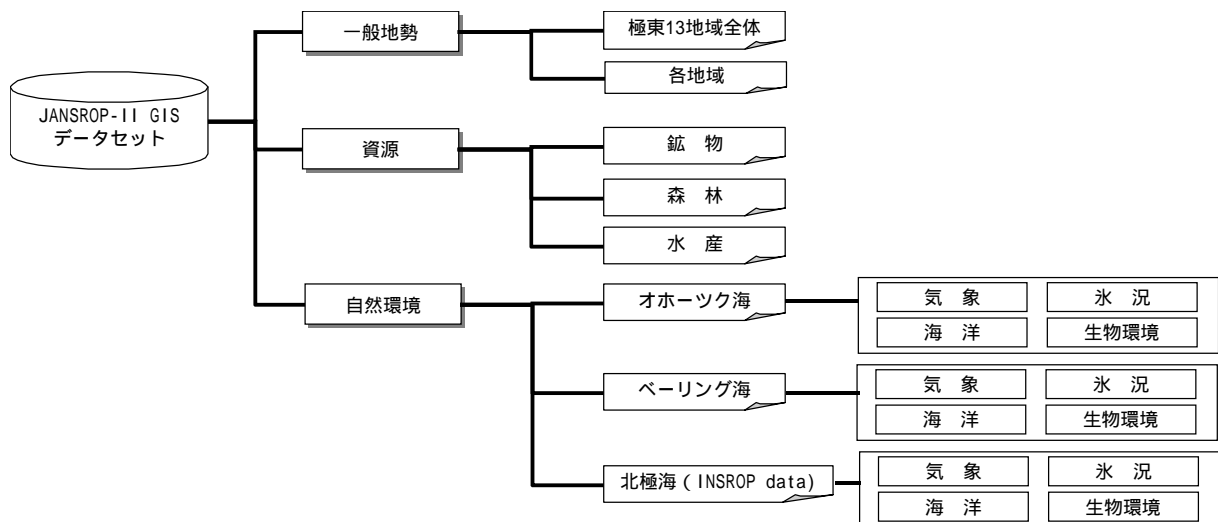 JANSROP-II GIS
データセット
一般地勢
極東13地域全体
各地域
資源
鉱 物
森 林
水 産
自然環境
オホーツク海
気 象
氷 況
海 洋
生物環境
ベーリング海
気 象
氷 況
海 洋
生物環境
北極海 ( INSROP data)
気 象
氷 況
海 洋
生物環境